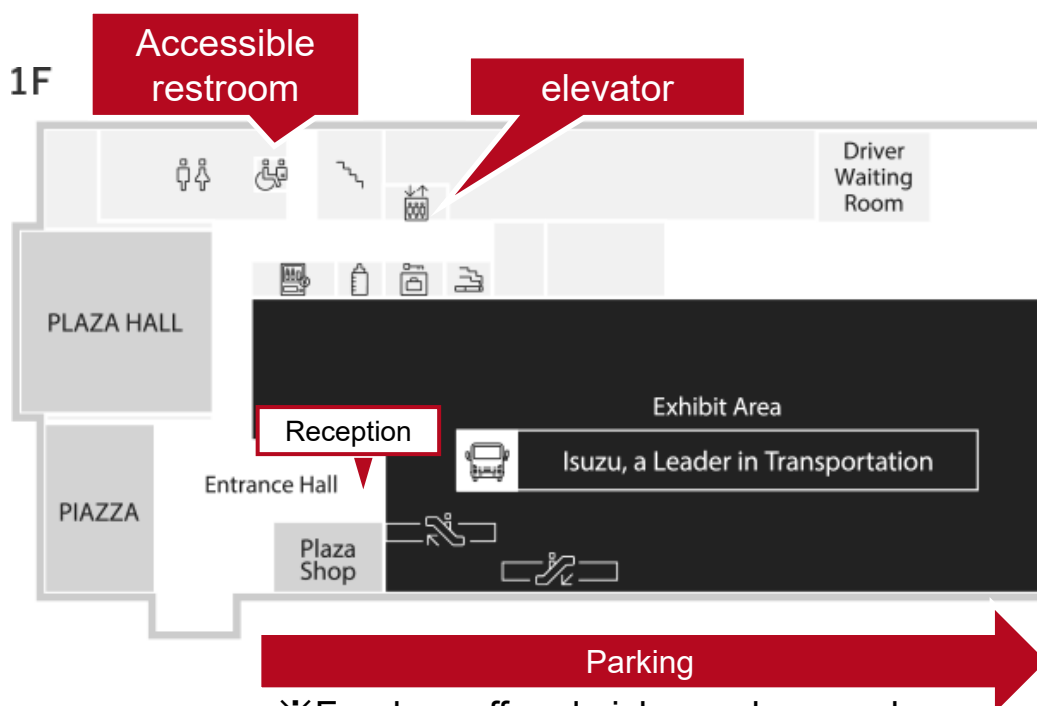 Accessible
restroom
1F
elevator
Driver
Waiting
Room
PLAZA HALL
Exhibit Area
Reception
Isuzu, a Leader in Transportation
Entrance Hall
PIAZZA
Plaza
Shop
Parking